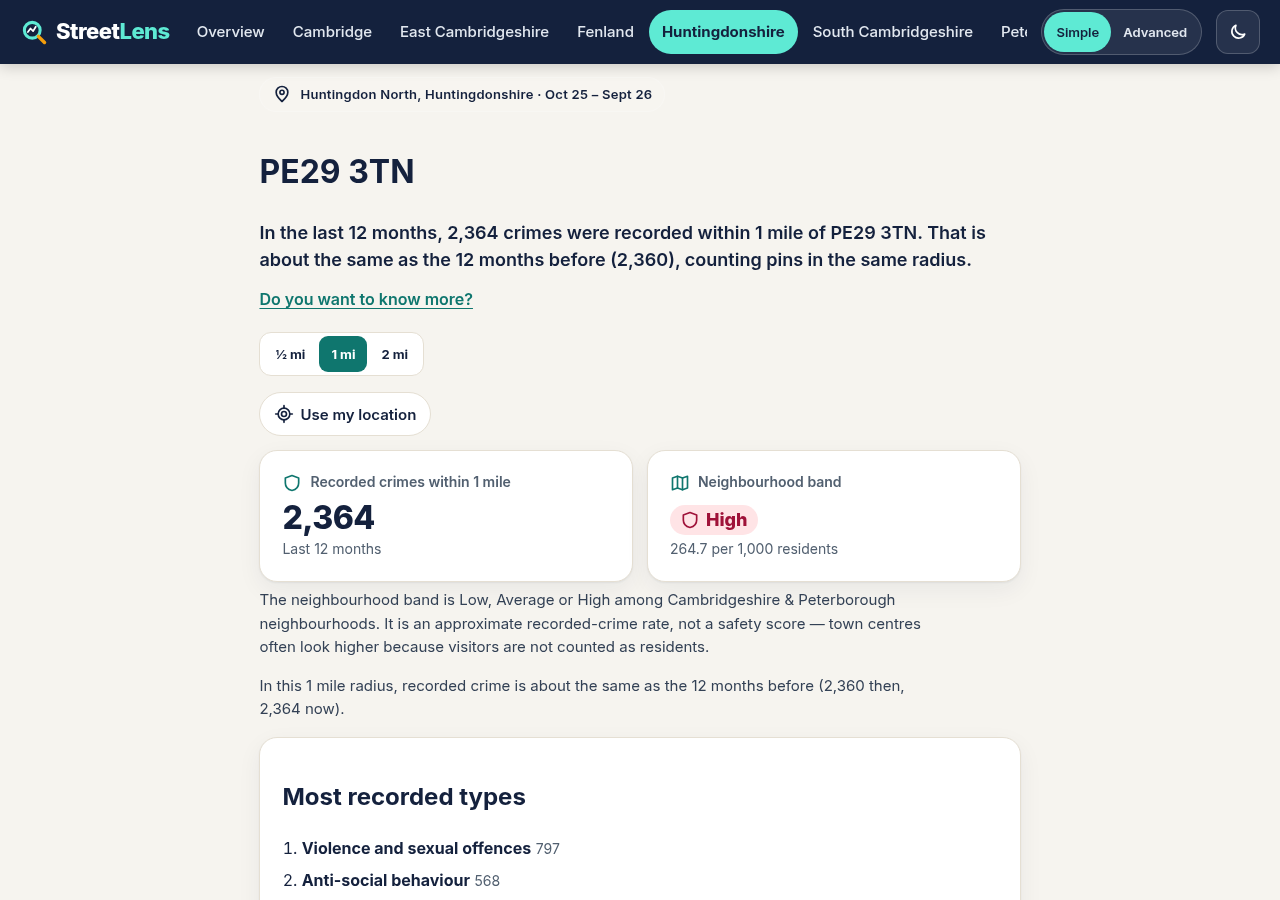 StreetLens
Overview
Cambridge
East Cambridgeshire
Fenland
Huntingdonshire
South Cambridgeshire
Simple
Advanced
Huntingdon North, Huntingdonshire · Oct 25 – Sept 26
PE29 3TN
In the last 12 months, 2,364 crimes were recorded within 1 mile of PE29 3TN. That is
about the same as the 12 months before (2,360), counting pins in the same radius.
Do you want to know more?
½ mi
1 mi
2 mi
Use my location
Recorded crimes within 1 mile
2,364
Last 12 months
Neighbourhood band
High
264.7 per 1,000 residents
The neighbourhood band is Low, Average or High among Cambridgeshire & Peterborough
neighbourhoods. It is an approximate recorded-crime rate, not a safety score — town centres
often look higher because visitors are not counted as residents.
In this 1 mile radius, recorded crime is about the same as the 12 months before (2,360 then,
2,364 now).
Most recorded types
1. Violence and sexual offences 797
2. Anti-social behaviour 568